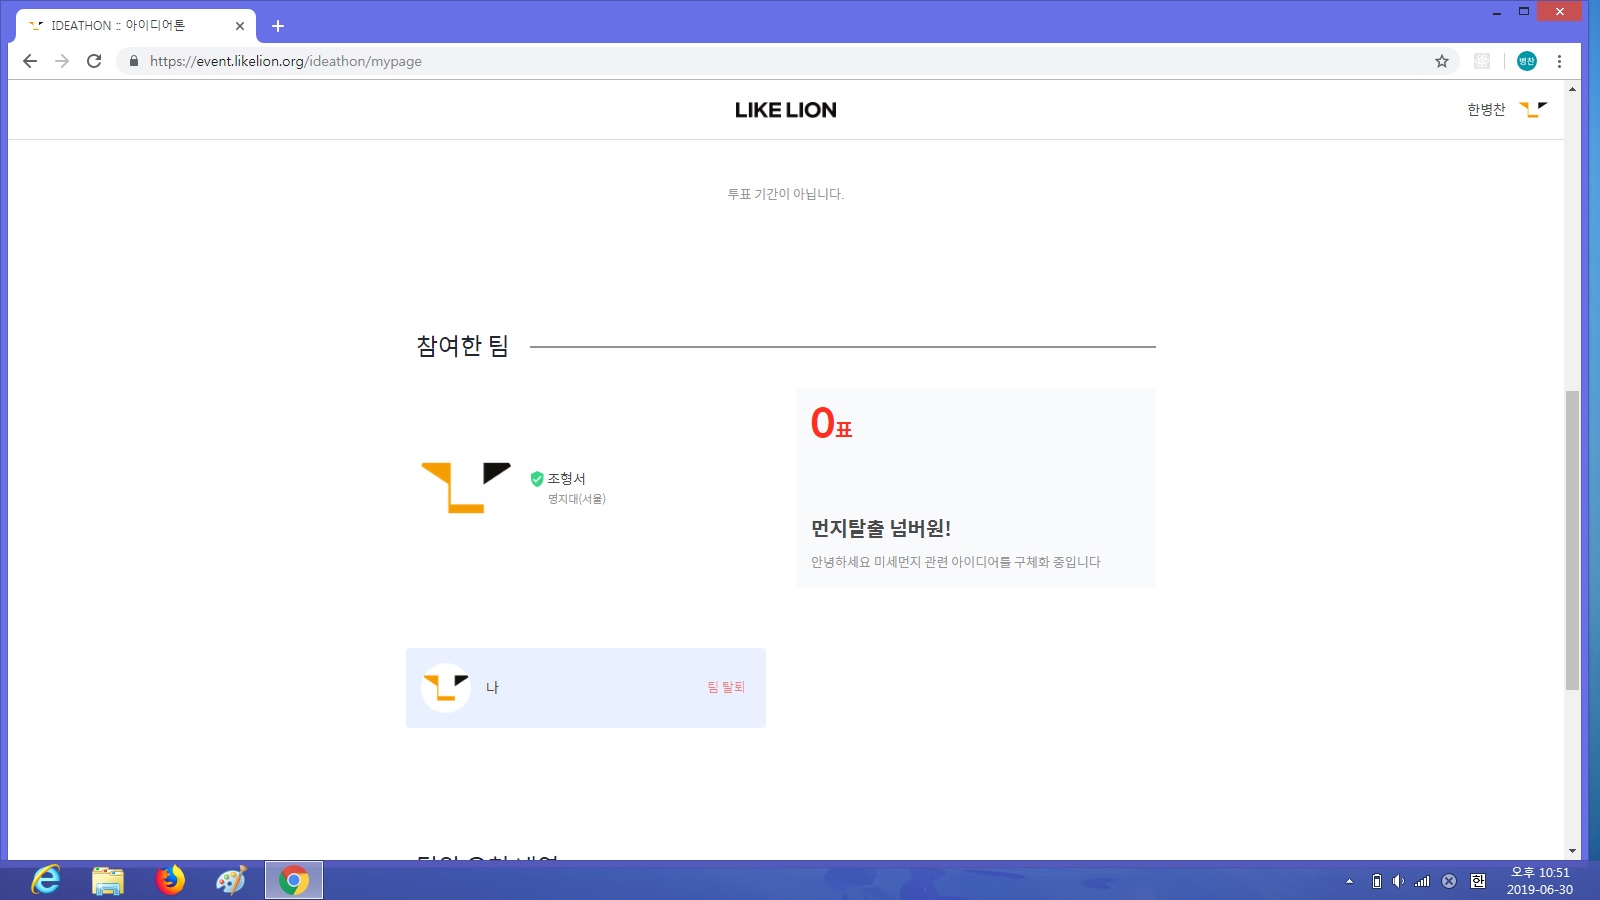 IDEATHON :: 아이디어톤
https://event.likelion.org/ideathon/mypage
병찬
LIKE LION
한병찬
투표 기간이 아닙니다.
참여한 팀
0표
조형서
명지대(서울)
먼지탈출 넘버원!
안녕하세요 미세먼지 관련 아이디어를 구체화 중입니다
나
팀 탈퇴
한
오후 10:51
2019-06-30